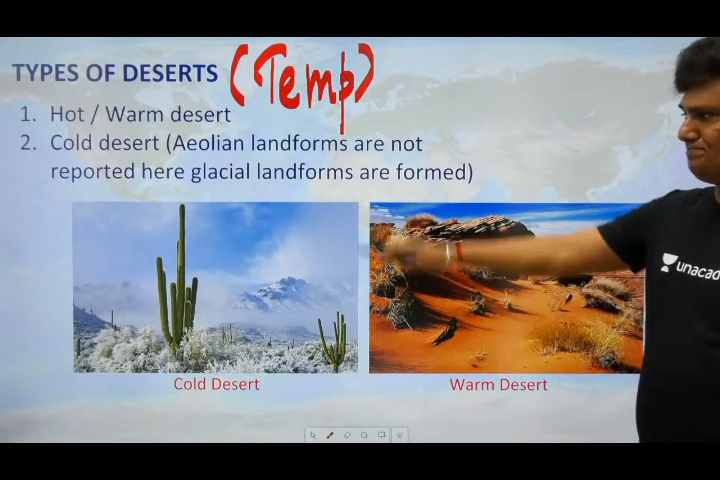 TYPES OF DESERTS (Temp)
1. Hot / Warm desert
2. Cold desert (Aeolian landforms are not
reported here glacial landforms are formed)
unacad
Cold Desert
Warm Desert